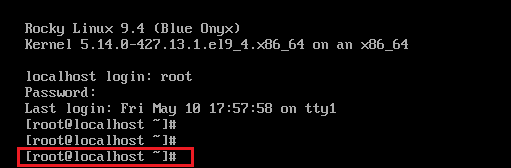 Rocky Linux 9.4 (Blue Onyx)
Kernel 5.14.0-427.13.1.el9_4.x86_64 on an x86_64
localhost login: root
Password:
Last login: Fri May 10 17:57:58 on tty1
[root@localhost ~]#
[root@localhost ~]#
[root@localhost ~]#